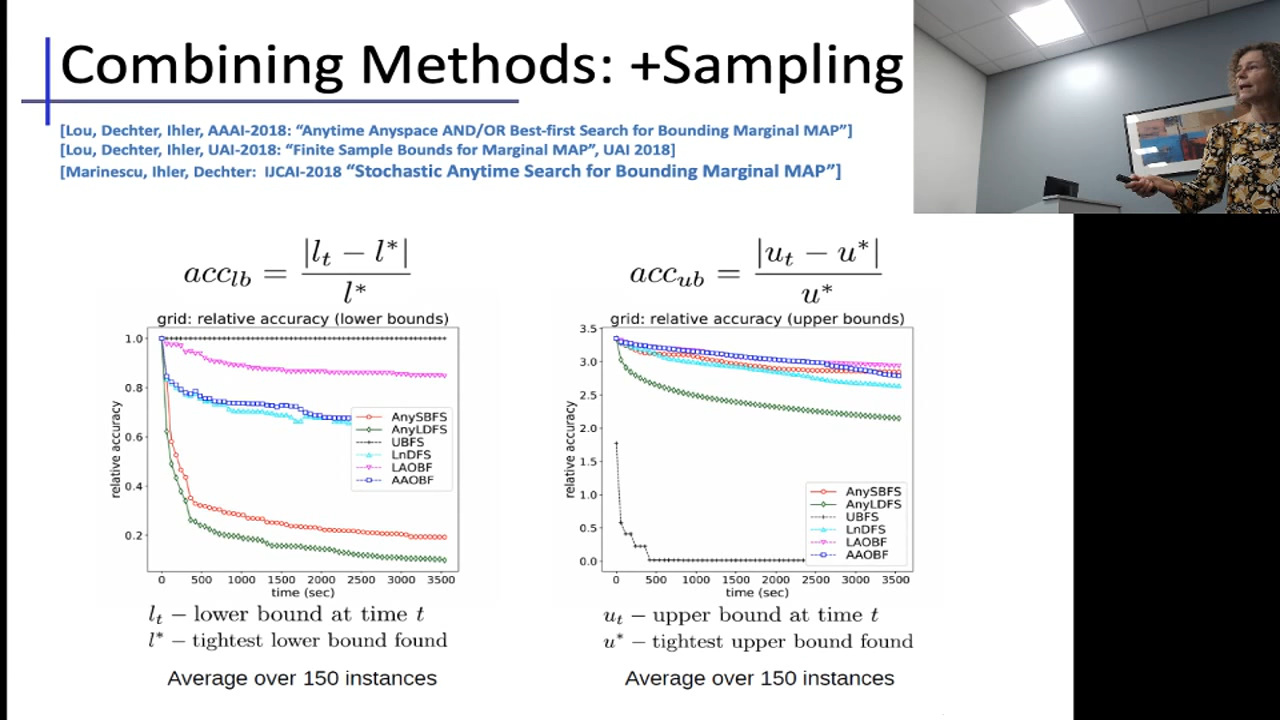 Combining Methods: +Sampling
[Lou, Dechter, Ihler, AAAI-2018: “Anytime Anyspace AND/OR Best-first Search for Bounding Marginal MAP”]
[Lou, Dechter, Ihler, UAI-2018: “Finite Sample Bounds for Marginal MAP”, UAI 2018]
[Marinescu, Ihler, Dechter: IJCAI-2018 “Stochastic Anytime Search for Bounding Marginal MAP”]
acc_{lb} = |l_t − l*| / l*
grid: relative accuracy (lower bounds)
relative accuracy
1.0
0.8
0.6
0.4
0.2
AnySBFS
AnyLDFS
UBFS
LnDFS
LAOBF
AAOBF
0 500 1000 1500 2000 2500 3000 3500
time (sec)
l_t − lower bound at time t
l* − tightest lower bound found
Average over 150 instances
acc_{ub} = |u_t − u*| / u*
grid: relative accuracy (upper bounds)
relative accuracy
3.5
3.0
2.5
2.0
1.5
1.0
0.5
0.0
AnySBFS
AnyLDFS
UBFS
LnDFS
LAOBF
AAOBF
0 500 1000 1500 2000 2500 3000 3500
time (sec)
u_t − upper bound at time t
u* − tightest upper bound found
Average over 150 instances